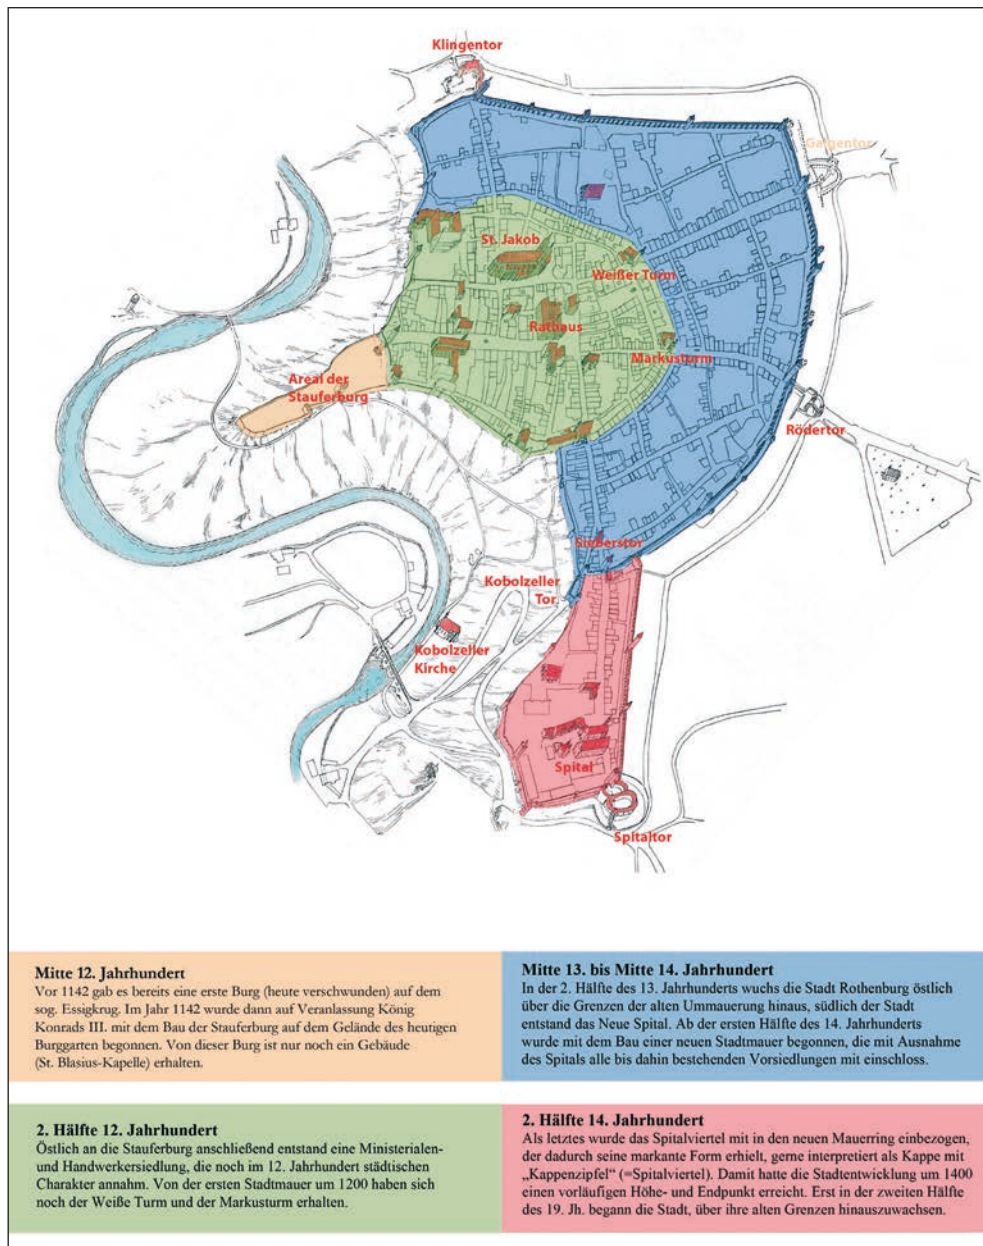 Klingentor
Galgentor
St. Jakob
Weißer Turm
Rathaus
Markusturm
Areal der
Stauferburg
Rödertor
Sieberstor
Kobolzeller
Tor
Kobolzeller
Kirche
Spital
Spitaltor
Mitte 12. Jahrhundert
Vor 1142 gab es bereits eine erste Burg (heute verschwunden) auf dem
sog. Essigkrug. Im Jahr 1142 wurde dann auf Veranlassung König
Konrads III. mit dem Bau der Stauferburg auf dem Gelände des heutigen
Burggarten begonnen. Von dieser Burg ist nur noch ein Gebäude
(St. Blasius-Kapelle) erhalten.
Mitte 13. bis Mitte 14. Jahrhundert
In der 2. Hälfte des 13. Jahrhunderts wuchs die Stadt Rothenburg östlich
über die Grenzen der alten Ummauerung hinaus, südlich der Stadt
entstand das Neue Spital. Ab der ersten Hälfte des 14. Jahrhunderts
wurde mit dem Bau einer neuen Stadtmauer begonnen, die mit Ausnahme
des Spitals alle bis dahin bestehenden Vorsiedlungen mit einschloss.
2. Hälfte 12. Jahrhundert
Östlich an die Stauferburg anschließend entstand eine Ministerialen-
und Handwerkersiedlung, die noch im 12. Jahrhundert städtischen
Charakter annahm. Von der ersten Stadtmauer um 1200 haben sich
noch der Weiße Turm und der Markusturm erhalten.
2. Hälfte 14. Jahrhundert
Als letztes wurde das Spitalviertel mit in den neuen Mauerring einbezogen,
der dadurch seine markante Form erhielt, gerne interpretiert als Kappe mit
„Kappenzipfel“ (=Spitalviertel). Damit hatte die Stadtentwicklung um 1400
einen vorläufigen Höhe- und Endpunkt erreicht. Erst in der zweiten Hälfte
des 19. Jh. begann die Stadt, über ihre alten Grenzen hinauszuwachsen.